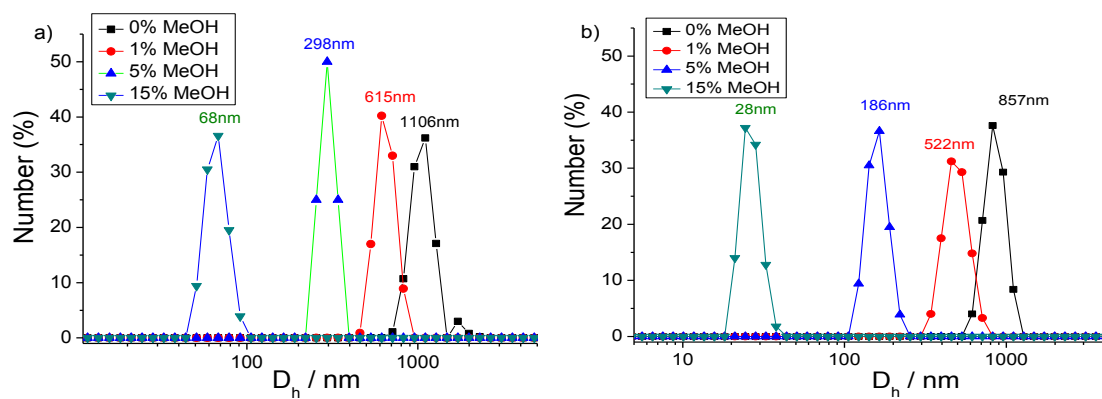 a)
0% MeOH
1% MeOH
5% MeOH
15% MeOH
298nm
68nm
615nm
1106nm
Number (%)
50
40
30
20
10
0
100
1000
D_h / nm
b)
0% MeOH
1% MeOH
5% MeOH
15% MeOH
28nm
186nm
522nm
857nm
Number (%)
50
40
30
20
10
0
10
100
1000
D_h / nm